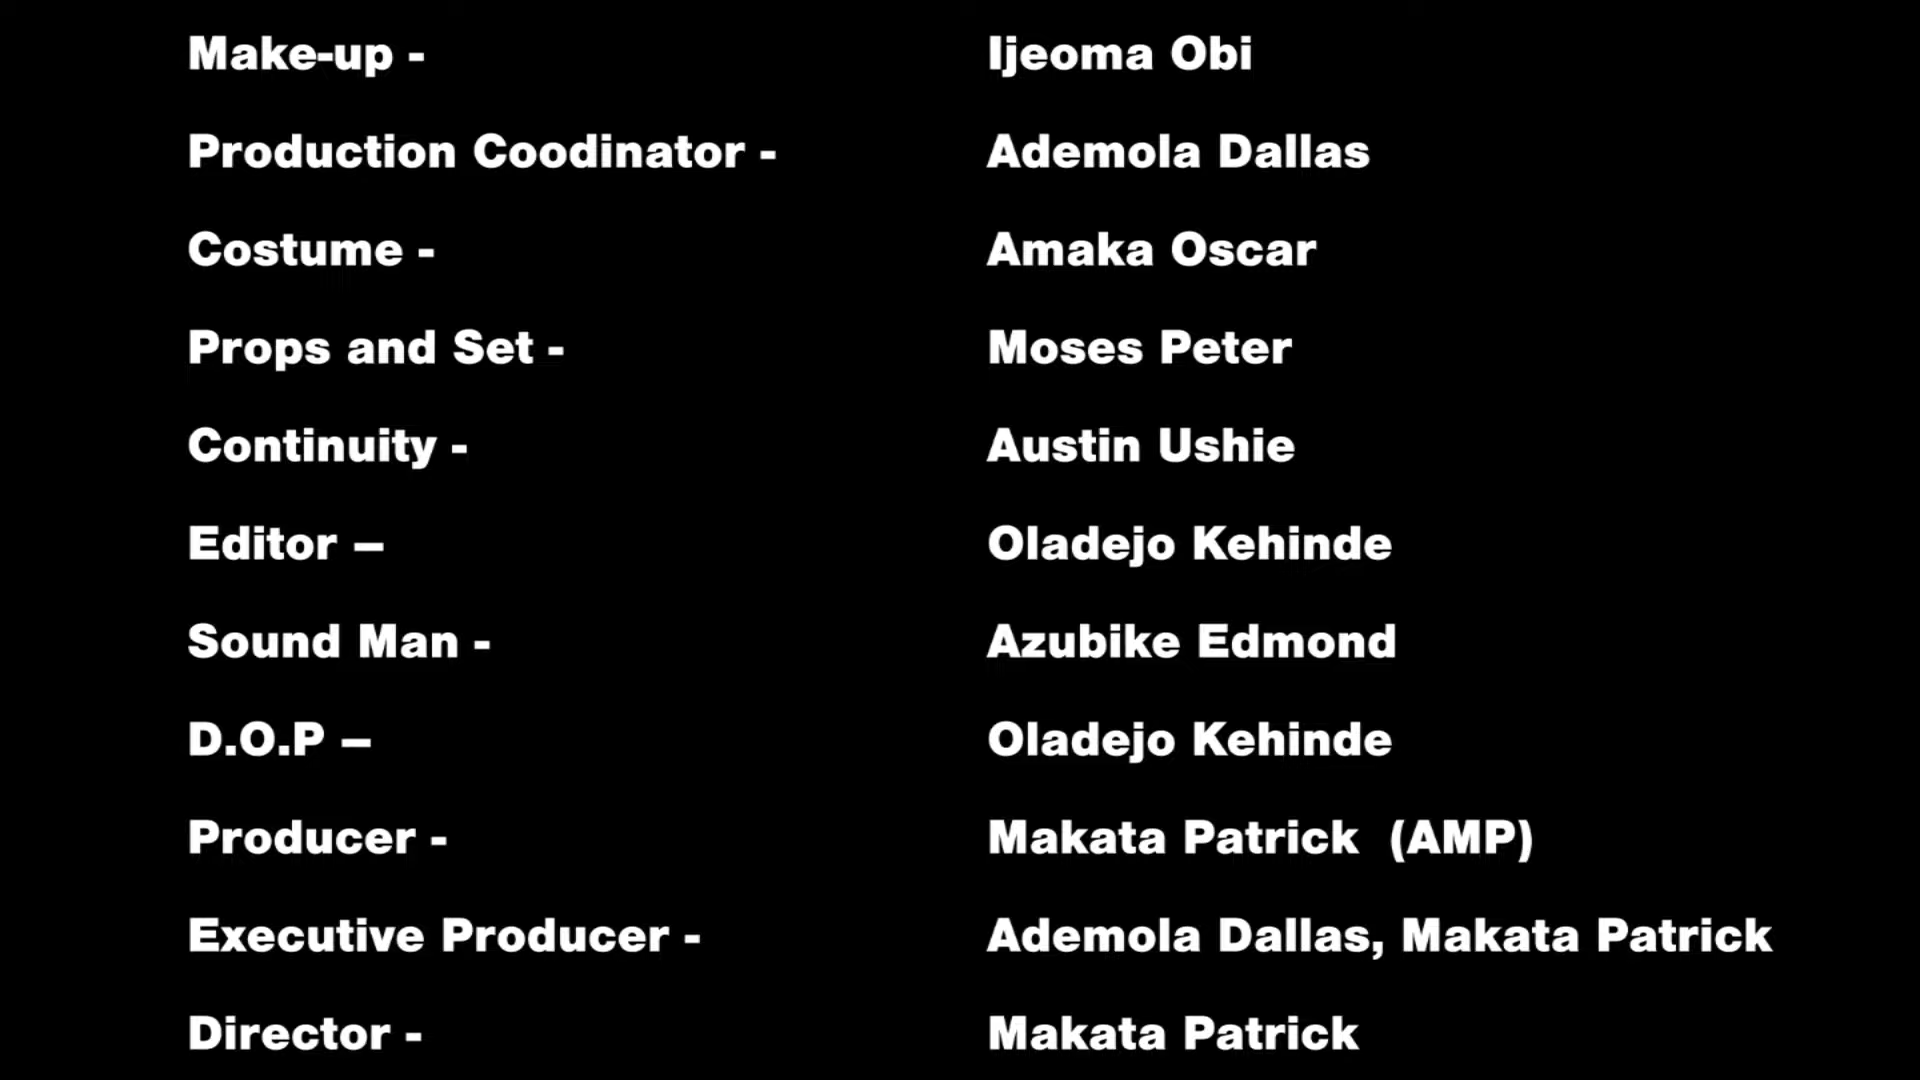 Make-up - Ijeoma Obi
Production Coodinator - Ademola Dallas
Costume - Amaka Oscar
Props and Set - Moses Peter
Continuity - Austin Ushie
Editor – Oladejo Kehinde
Sound Man - Azubike Edmond
D.O.P – Oladejo Kehinde
Producer - Makata Patrick (AMP)
Executive Producer - Ademola Dallas, Makata Patrick
Director - Makata Patrick